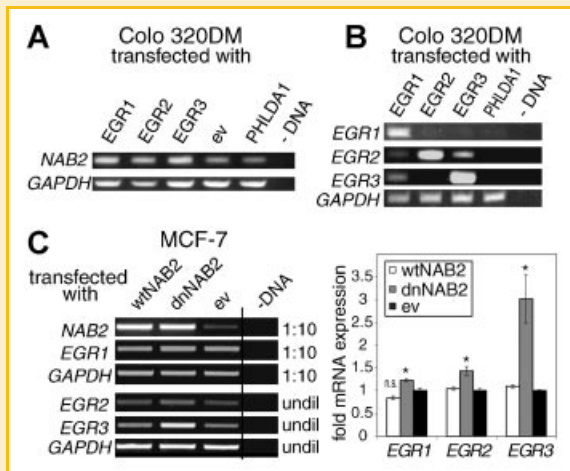 A
Colo 320DM
transfected with
EGR1 EGR2 EGR3 ev PHLDA1 - DNA
NAB2
GAPDH
B
Colo 320DM
transfected with
EGR1 EGR2 EGR3 PHLDA1 - DNA
EGR1
EGR2
EGR3
GAPDH
C
MCF-7
transfected with
wtNAB2 dnNAB2 ev -DNA
NAB2 1:10
EGR1 1:10
GAPDH 1:10
EGR2 undil
EGR3 undil
GAPDH undil
fold mRNA expression
3.5
3
2.5
2
1.5
1
0.5
0
wtNAB2
dnNAB2
ev
n.s. * * *
EGR1 EGR2 EGR3